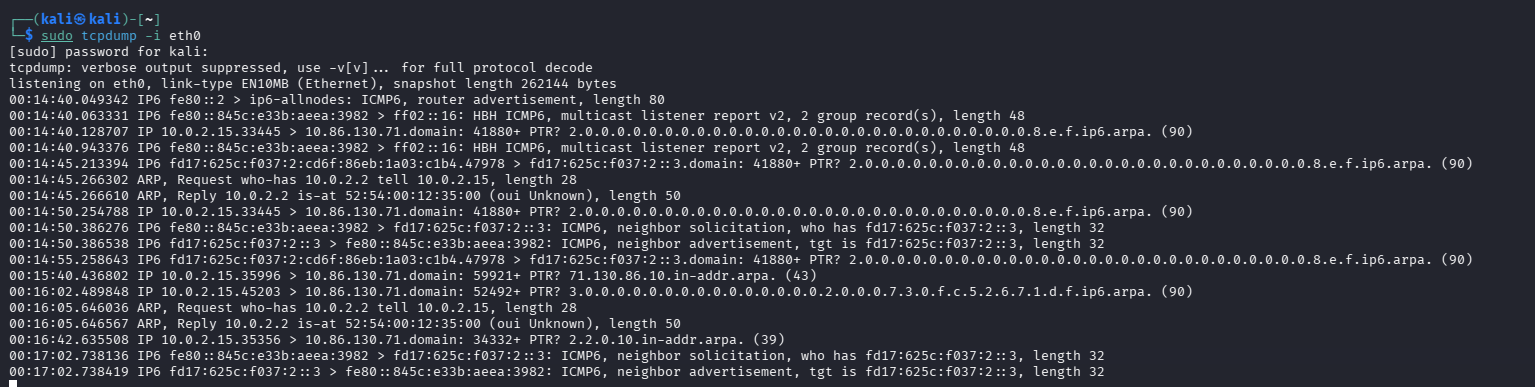 ┌──(kali㉿kali)-[~]
└─$ sudo tcpdump -i eth0
[sudo] password for kali:
tcpdump: verbose output suppressed, use -v[v]... for full protocol decode
listening on eth0, link-type EN10MB (Ethernet), snapshot length 262144 bytes
00:14:40.049342 IP6 fe80::2 > ip6-allnodes: ICMP6, router advertisement, length 80
00:14:40.063331 IP6 fe80::845c:e33b:aeea:3982 > ff02::16: HBH ICMP6, multicast listener report v2, 2 group record(s), length 48
00:14:40.128707 IP 10.0.2.15.33445 > 10.86.130.71.domain: 41880+ PTR? 2.0.0.0.0.0.0.0.0.0.0.0.0.0.0.0.0.0.0.0.0.0.0.0.0.0.0.0.0.8.e.f.ip6.arpa. (90)
00:14:40.943376 IP6 fe80::845c:e33b:aeea:3982 > ff02::16: HBH ICMP6, multicast listener report v2, 2 group record(s), length 48
00:14:45.213394 IP6 fd17:625c:f037:2:cd6f:86eb:1a03:c1b4.47978 > fd17:625c:f037:2::3.domain: 41880+ PTR? 2.0.0.0.0.0.0.0.0.0.0.0.0.0.0.0.0.0.0.0.0.0.0.0.0.0.0.0.0.8.e.f.ip6.arpa. (90)
00:14:45.266302 ARP, Request who-has 10.0.2.2 tell 10.0.2.15, length 28
00:14:45.266610 ARP, Reply 10.0.2.2 is-at 52:54:00:12:35:00 (oui Unknown), length 50
00:14:50.254788 IP 10.0.2.15.33445 > 10.86.130.71.domain: 41880+ PTR? 2.0.0.0.0.0.0.0.0.0.0.0.0.0.0.0.0.0.0.0.0.0.0.0.0.0.0.0.0.8.e.f.ip6.arpa. (90)
00:14:50.386276 IP6 fe80::845c:e33b:aeea:3982 > fd17:625c:f037:2::3: ICMP6, neighbor solicitation, who has fd17:625c:f037:2::3, length 32
00:14:50.386538 IP6 fd17:625c:f037:2::3 > fe80::845c:e33b:aeea:3982: ICMP6, neighbor advertisement, tgt is fd17:625c:f037:2::3, length 32
00:14:55.258643 IP6 fd17:625c:f037:2:cd6f:86eb:1a03:c1b4.47978 > fd17:625c:f037:2::3.domain: 41880+ PTR? 2.0.0.0.0.0.0.0.0.0.0.0.0.0.0.0.0.0.0.0.0.0.0.0.0.0.0.0.0.8.e.f.ip6.arpa. (90)
00:15:40.436802 IP 10.0.2.15.35996 > 10.86.130.71.domain: 59921+ PTR? 71.130.86.10.in-addr.arpa. (43)
00:16:02.489848 IP 10.0.2.15.45203 > 10.86.130.71.domain: 52492+ PTR? 3.0.0.0.0.0.0.0.0.0.0.0.0.0.0.0.2.0.0.0.7.3.0.f.c.5.2.6.7.1.d.f.ip6.arpa. (90)
00:16:05.646036 ARP, Request who-has 10.0.2.2 tell 10.0.2.15, length 28
00:16:05.646567 ARP, Reply 10.0.2.2 is-at 52:54:00:12:35:00 (oui Unknown), length 50
00:16:42.635508 IP 10.0.2.15.35356 > 10.86.130.71.domain: 34332+ PTR? 2.2.0.10.in-addr.arpa. (39)
00:17:02.738136 IP6 fe80::845c:e33b:aeea:3982 > fd17:625c:f037:2::3: ICMP6, neighbor solicitation, who has fd17:625c:f037:2::3, length 32
00:17:02.738419 IP6 fd17:625c:f037:2::3 > fe80::845c:e33b:aeea:3982: ICMP6, neighbor advertisement, tgt is fd17:625c:f037:2::3, length 32